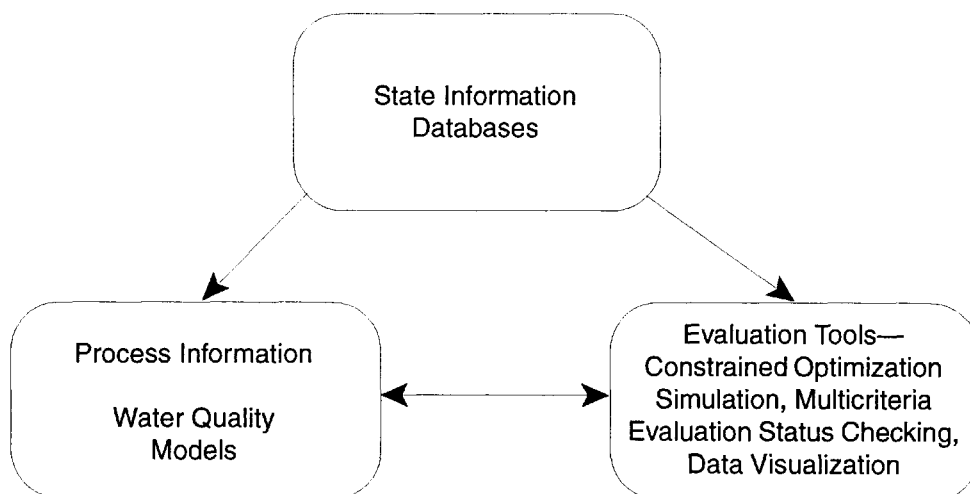 State Information
Databases
Process Information
Water Quality
Models
Evaluation Tools—
Constrained Optimization
Simulation, Multicriteria
Evaluation Status Checking,
Data Visualization